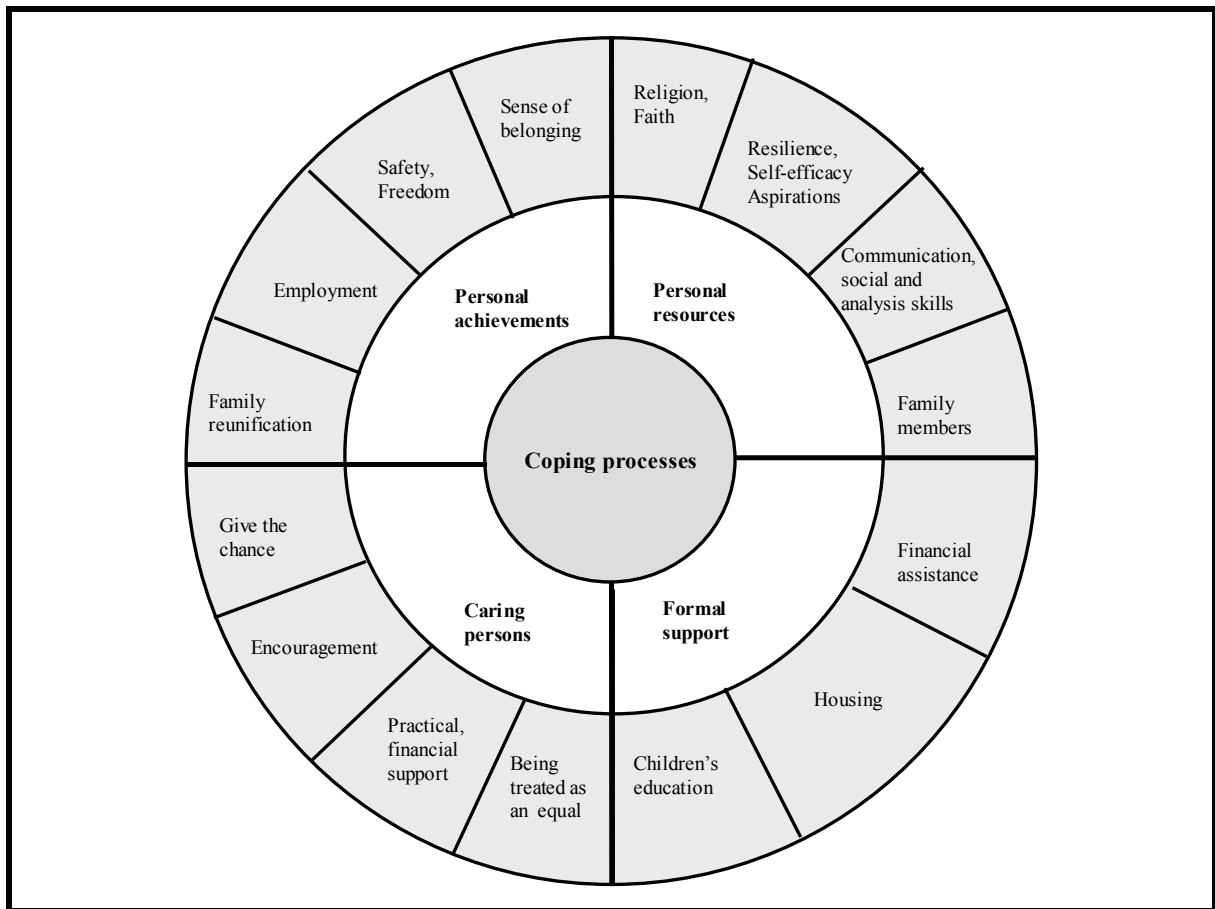 Sense of
belonging
Religion,
Faith
Resilience,
Self-efficacy
Aspirations
Communication,
social and
analysis skills
Family
members
Financial
assistance
Housing
Children's
education
Being
treated as
an equal
Practical,
financial
support
Encouragement
Give the
chance
Family
reunification
Employment
Safety,
Freedom
Personal
achievements
Personal
resources
Coping processes
Caring
persons
Formal
support